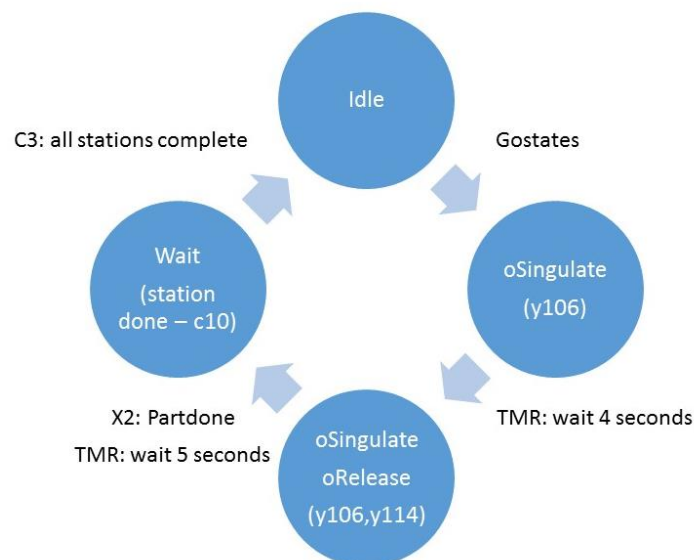 Idle
C3: all stations complete
Gostates
Wait
(station
done – c10)
oSingulate
(y106)
X2: Partdone
TMR: wait 5 seconds
TMR: wait 4 seconds
oSingulate
oRelease
(y106,y114)